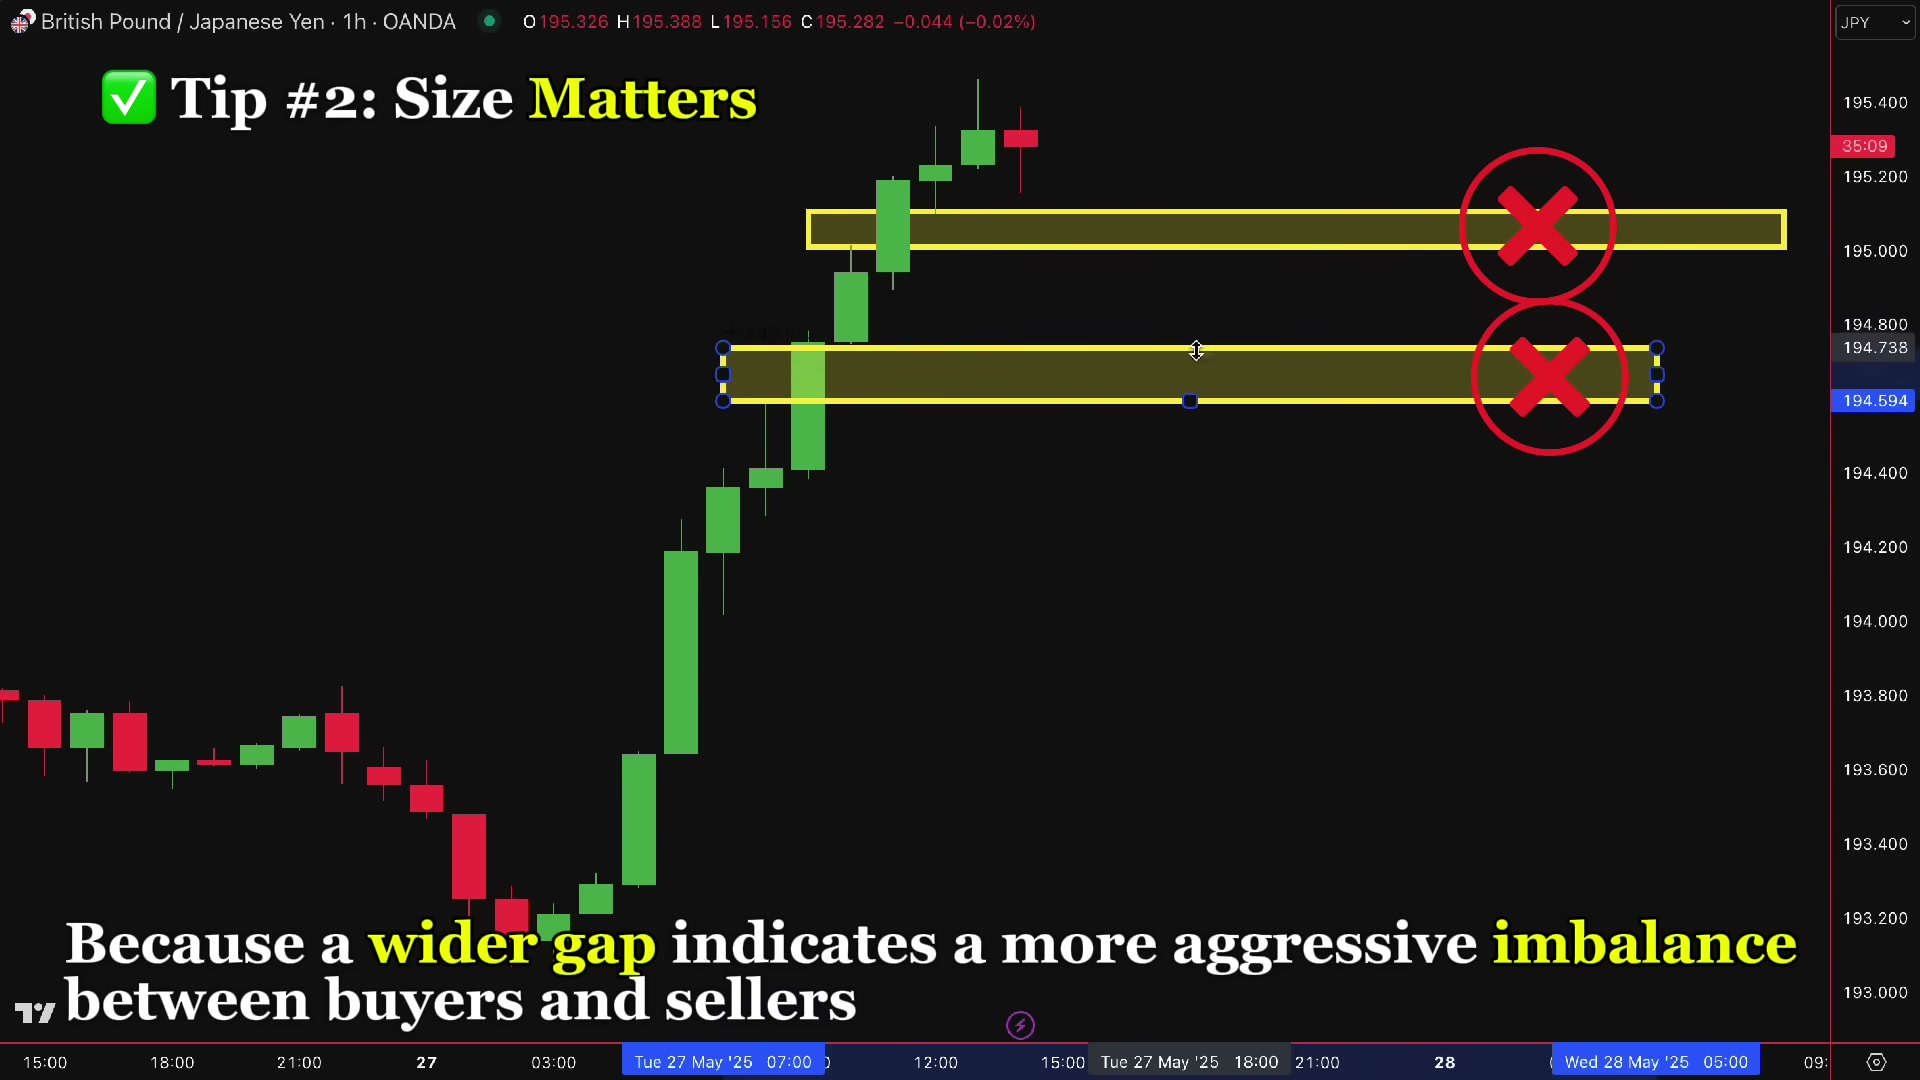 British Pound / Japanese Yen · 1h · OANDA O195.326 H195.388 L195.156 C195.282 −0.044 (−0.02%)
JPY
✅ Tip #2: Size Matters
195.400
35:09
195.200
195.000
194.800
194.738
194.594
194.400
194.200
194.000
193.800
193.600
193.400
193.200
193.000
Because a wider gap indicates a more aggressive imbalance
between buyers and sellers
15:00 18:00 21:00 27 03:00 Tue 27 May '25 07:00 12:00 15:00 Tue 27 May '25 18:00 21:00 28 Wed 28 May '25 05:00 09: